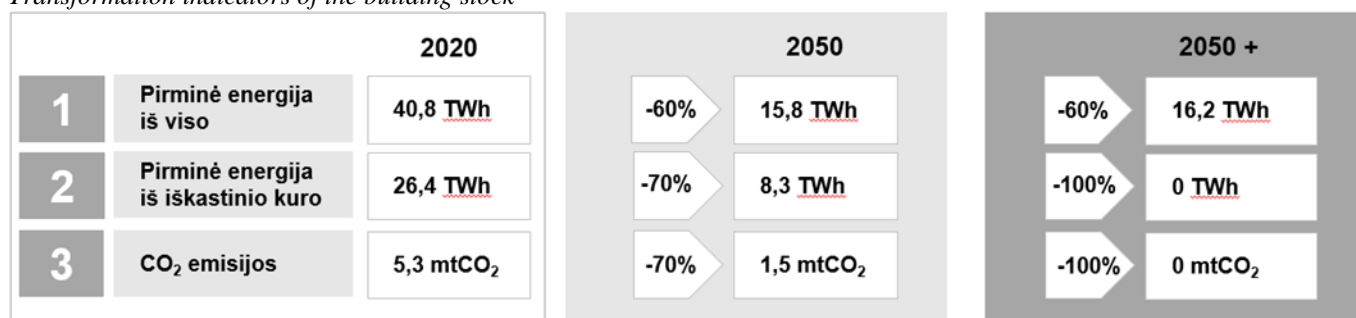 Transformation indicators of the building stock
2020
2050
2050 +
1
Pirminė energija
iš viso
40,8 TWh
-60%
15,8 TWh
-60%
16,2 TWh
2
Pirminė energija
iš iškastinio kuro
26,4 TWh
-70%
8,3 TWh
-100%
0 TWh
3
CO₂ emisijos
5,3 mtCO₂
-70%
1,5 mtCO₂
-100%
0 mtCO₂